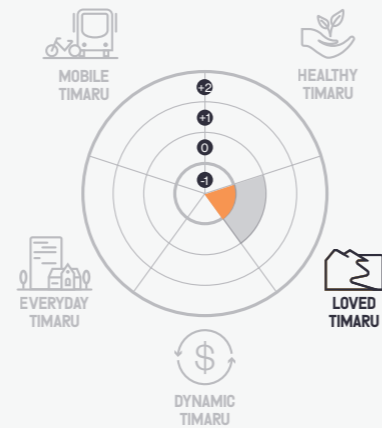 MOBILE
TIMARU
HEALTHY
TIMARU
+2
+1
0
-1
EVERYDAY
TIMARU
LOVED
TIMARU
$
DYNAMIC
TIMARU